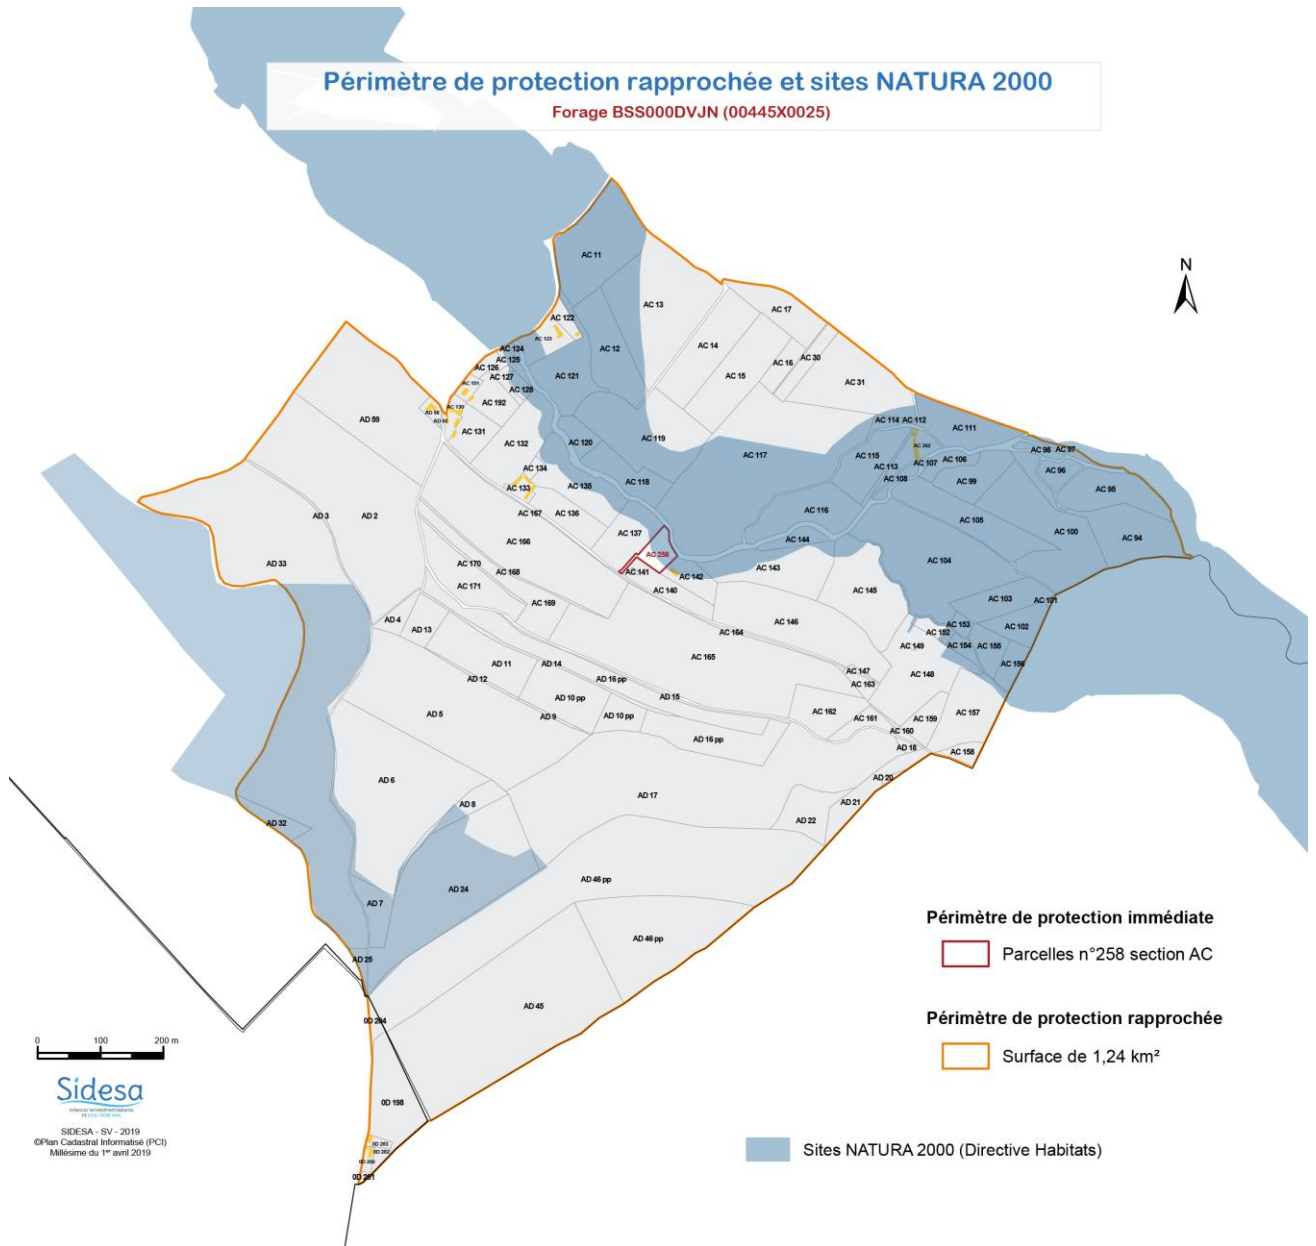 Périmètre de protection rapprochée et sites NATURA 2000
Forage BSS000DVJN (00445X0025)
N
AC 11
AC 13
AC 17
AC 122
AC 123
AC 14
AC 12
AC 124
AC 125
AC 126
AC 127
AC 128
AC 121
AC 16
AC 30
AC 15
AC 31
AC 191
AC 192
AC 130
AD 59
AC 131
AC 132
AC 120
AC 119
AC 117
AC 114
AC 112
AC 111
AC 98
AC 97
AC 115
AC 113
AC 107
AC 106
AC 108
AC 96
AC 134
AC 133
AC 135
AC 118
AC 99
AC 95
AC 167
AC 136
AC 116
AC 105
AD 3
AD 2
AC 137
AC 166
AC 144
AC 100
AC 94
AC 258
AD 33
AC 170
AC 168
AC 171
AC 141
AC 142
AC 143
AC 104
AC 140
AC 145
AC 103
AC 101
AC 169
AD 4
AD 13
AC 146
AC 164
AC 153
AC 152
AC 102
AC 149
AC 154
AC 155
AC 165
AC 156
AD 11
AD 14
AD 12
AD 16 pp
AC 147
AC 163
AC 148
AD 10 pp
AD 15
AD 5
AD 9
AD 10 pp
AC 162
AC 161
AC 159
AC 157
AC 160
AD 16 pp
AD 18
AC 158
AD 6
AD 20
AD 17
AD 8
AD 21
AD 22
AD 32
AD 24
AD 46 pp
AD 7
AD 46 pp
AD 25
AD 45
0D 198
Périmètre de protection immédiate
Parcelles n°258 section AC
Périmètre de protection rapprochée
Surface de 1,24 km²
Sites NATURA 2000 (Directive Habitats)
0 100 200 m
Sidesa
SYNDICAT INTERDÉPARTEMENTAL
DE L'EAU SEINE AVAL
SIDESA - SV - 2019
©Plan Cadastral Informatisé (PCI)
Millésime du 1er avril 2019